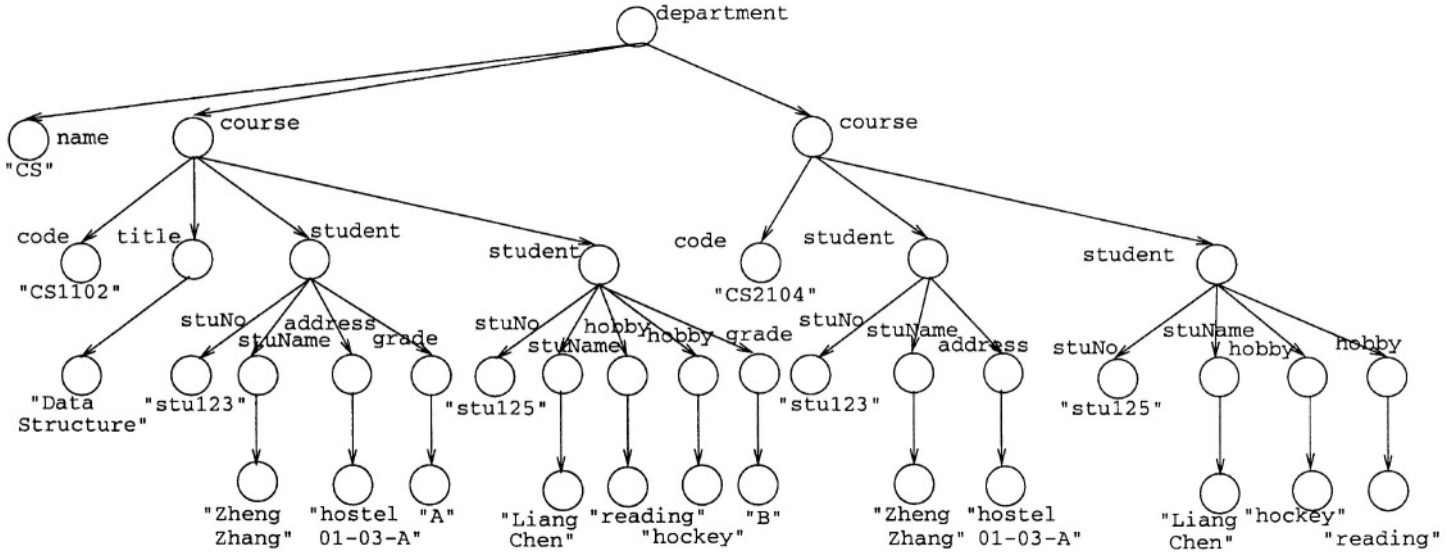 department
name
course
course
"CS"
code
title
student
student
code
student
student
"CS1102"
"CS2104"
stuNo
stuName
address
grade
stuNo
stuName
hobby
hobby
grade
stuNo
stuName
address
stuNo
stuName
hobby
hobby
"Data
Structure"
"stu123"
"stu125"
"stu123"
"stu125"
"Zheng
Zhang"
"hostel
01-03-A"
"A"
"Liang
Chen"
"reading"
"hockey"
"B"
"Zheng
Zhang"
"hostel
01-03-A"
"Liang
Chen"
"hockey"
"reading"